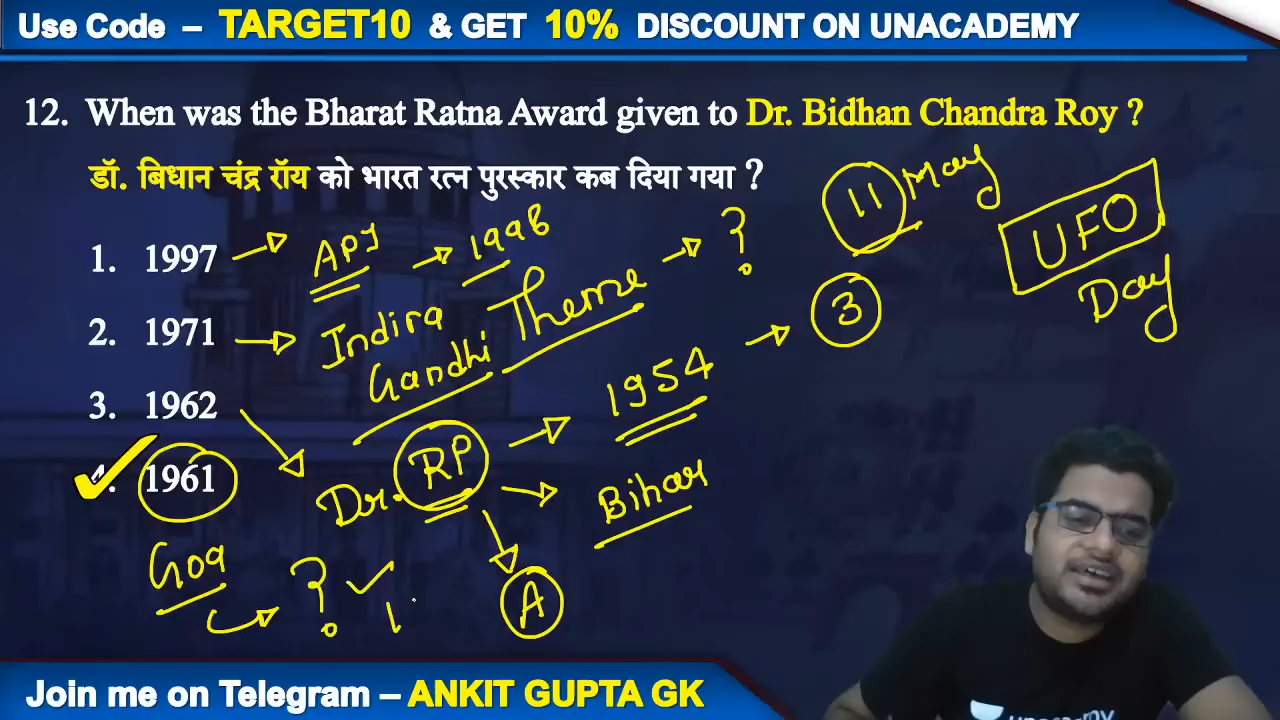 Use Code – TARGET10 & GET 10% DISCOUNT ON UNACADEMY
12. When was the Bharat Ratna Award given to Dr. Bidhan Chandra Roy ?
डॉ. बिधान चंद्र रॉय को भारत रत्न पुरस्कार कब दिया गया ?
11 May
UFO
Day
1. 1997
APJ
1998
?
2. 1971
Indira
Gandhi Theme
3
3. 1962
1954
4. 1961
Dr. RP
Bihar
Goa
?
A
Join me on Telegram – ANKIT GUPTA GK